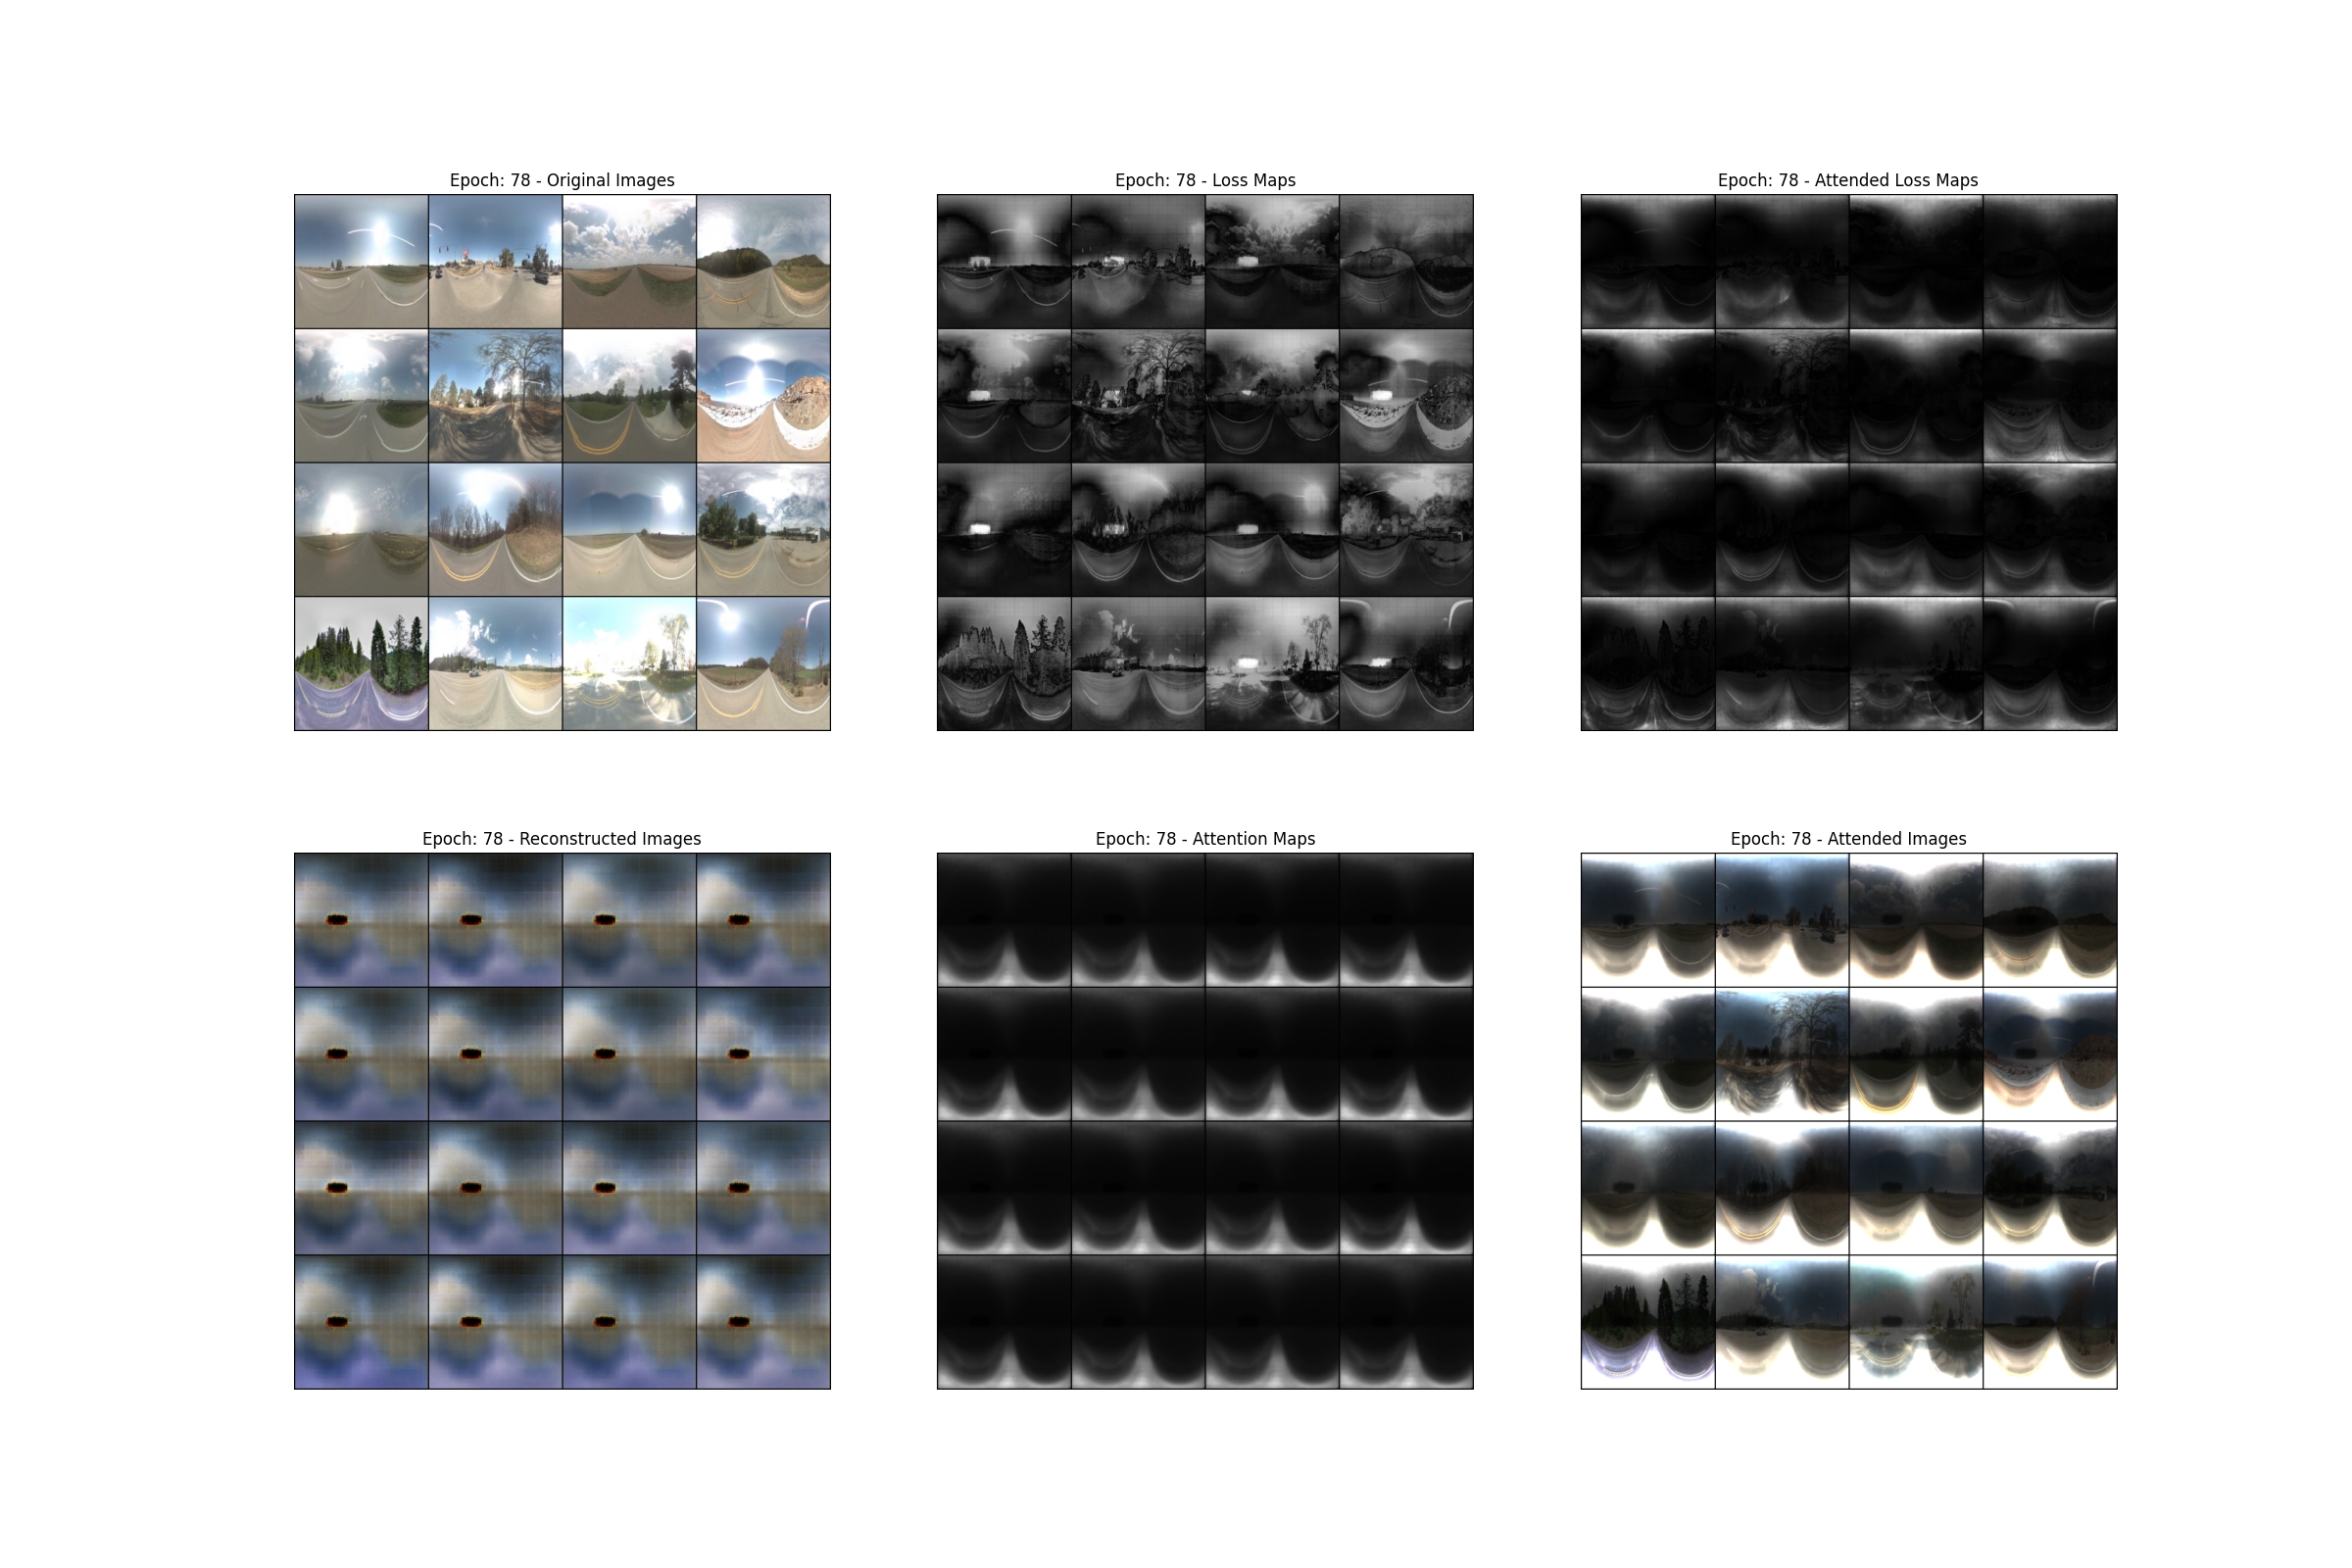 Epoch: 78 - Original Images
Epoch: 78 - Loss Maps
Epoch: 78 - Attended Loss Maps
Epoch: 78 - Reconstructed Images
Epoch: 78 - Attention Maps
Epoch: 78 - Attended Images